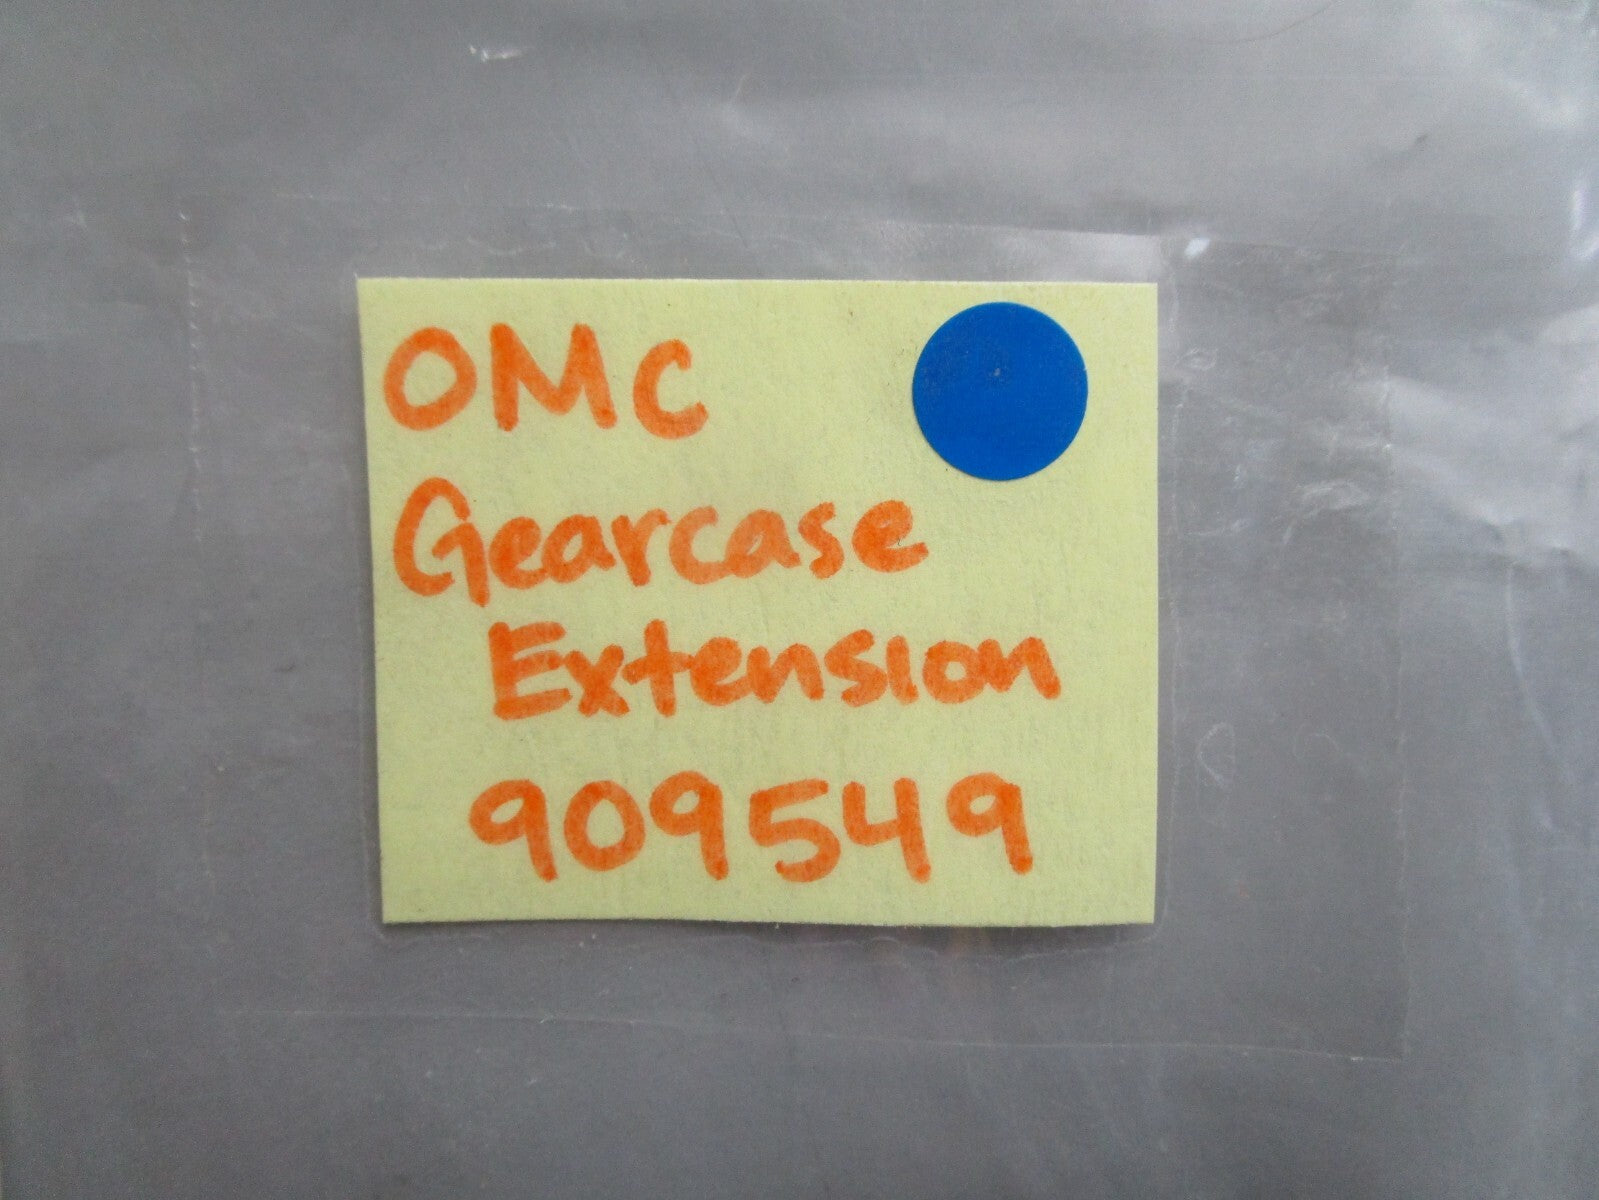 OMC
Gearcase
Extension
909549